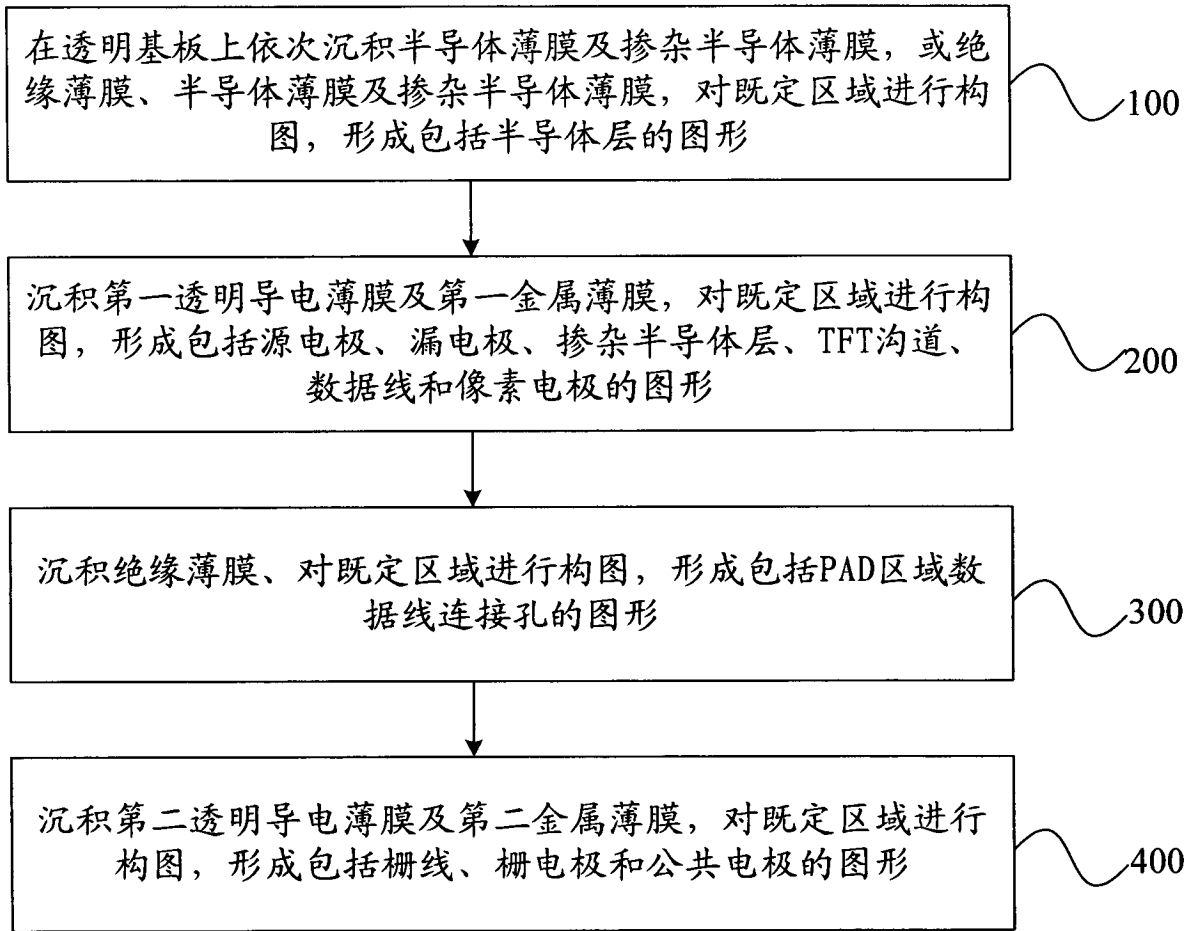 在透明基板上依次沉积半导体薄膜及掺杂半导体薄膜，或绝
缘薄膜、半导体薄膜及掺杂半导体薄膜，对既定区域进行构
图，形成包括半导体层的图形
100
沉积第一透明导电薄膜及第一金属薄膜，对既定区域进行构
图，形成包括源电极、漏电极、掺杂半导体层、TFT沟道、
数据线和像素电极的图形
200
沉积绝缘薄膜、对既定区域进行构图，形成包括PAD区域数
据线连接孔的图形
300
沉积第二透明导电薄膜及第二金属薄膜，对既定区域进行
构图，形成包括栅线、栅电极和公共电极的图形
400